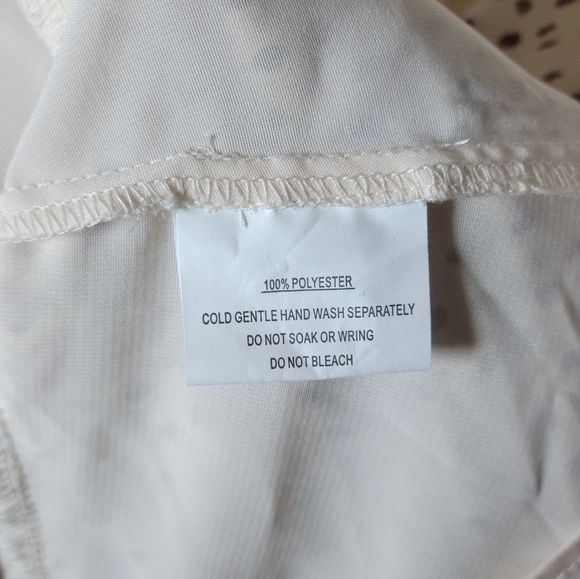 100% POLYESTER
COLD GENTLE HAND WASH SEPARATELY
DO NOT SOAK OR WRING
DO NOT BLEACH